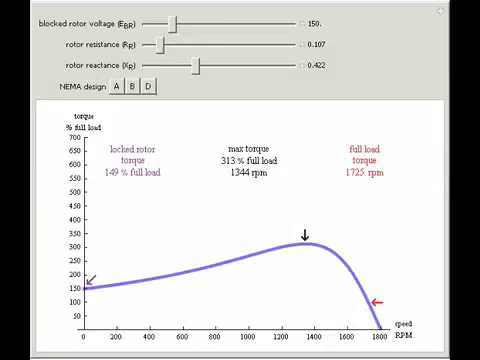 blocked rotor voltage (EBR) 150.
rotor resistance (RR) 0.107
rotor reactance (XR) 0.422
NEMA design A B D
torque
% full load
700
650
600
550
500
450
400
350
300
250
200
150
100
50
locked rotor
torque
149 % full load
max torque
313 % full load
1344 rpm
full load
torque
1725 rpm
0 200 400 600 800 1000 1200 1400 1600 1800
speed
RPM